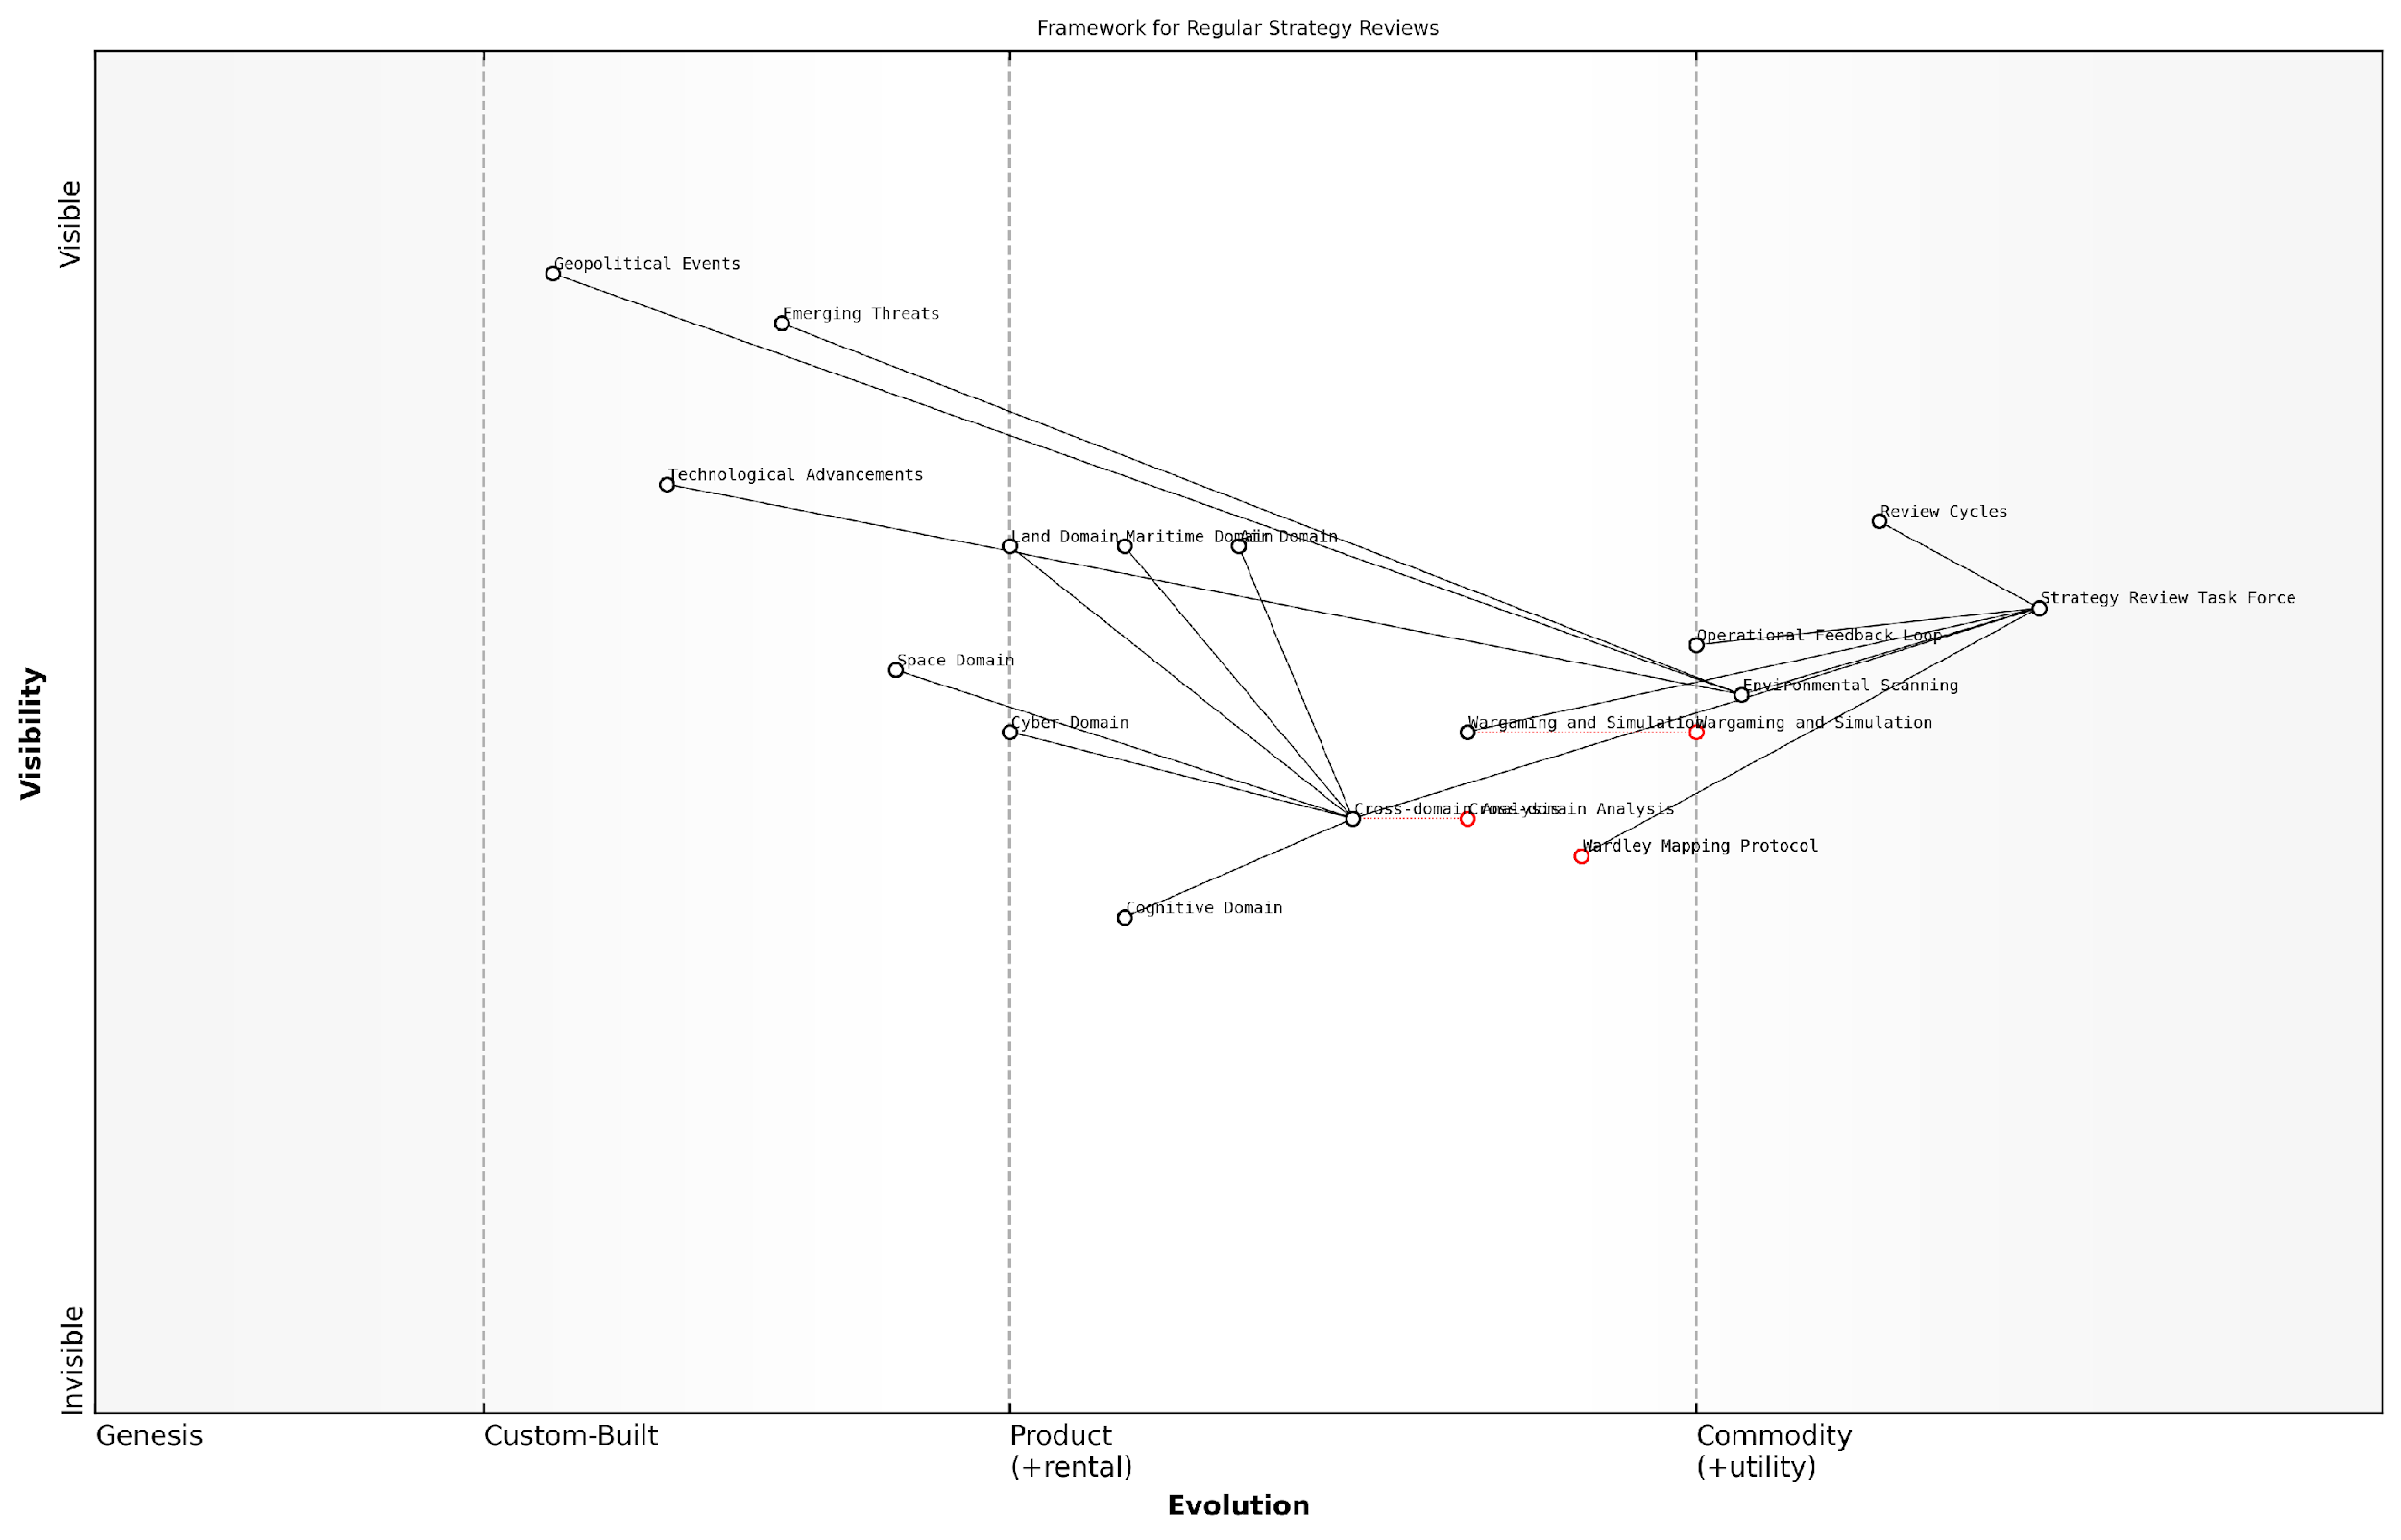 Framework for Regular Strategy Reviews
Visible
Geopolitical Events
Emerging Threats
Technological Advancements
Review Cycles
Land Domain
Maritime Domain
Air Domain
Strategy Review Task Force
Operational Feedback Loop
Space Domain
Environmental Scanning
Cyber Domain
Wargaming and Simulation
Wargaming and Simulation
Visibility
Cross-domain Analysis
Cross-domain Analysis
Wardley Mapping Protocol
Cognitive Domain
Invisible
Genesis
Custom-Built
Product
(+rental)
Commodity
(+utility)
Evolution